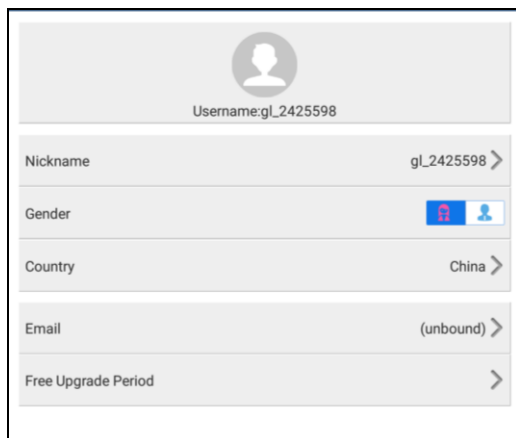 Username:gl_2425598
Nickname gl_2425598
Gender
Country China
Email (unbound)
Free Upgrade Period